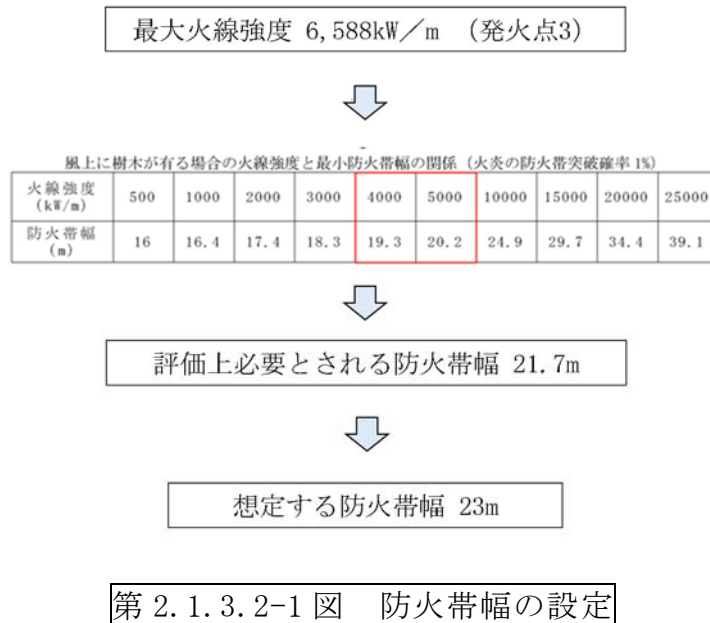 最大火線強度 6,588kW／m （発火点3）
風上に樹木が有る場合の火線強度と最小防火帯幅の関係（火炎の防火帯突破確率1%）
火線強度 (kW/m) 500 1000 2000 3000 4000 5000 10000 15000 20000 25000
防火帯幅 (m) 16 16.4 17.4 18.3 19.3 20.2 24.9 29.7 34.4 39.1
評価上必要とされる防火帯幅 21.7m
想定する防火帯幅 23m
第 2.1.3.2-1 図　防火帯幅の設定